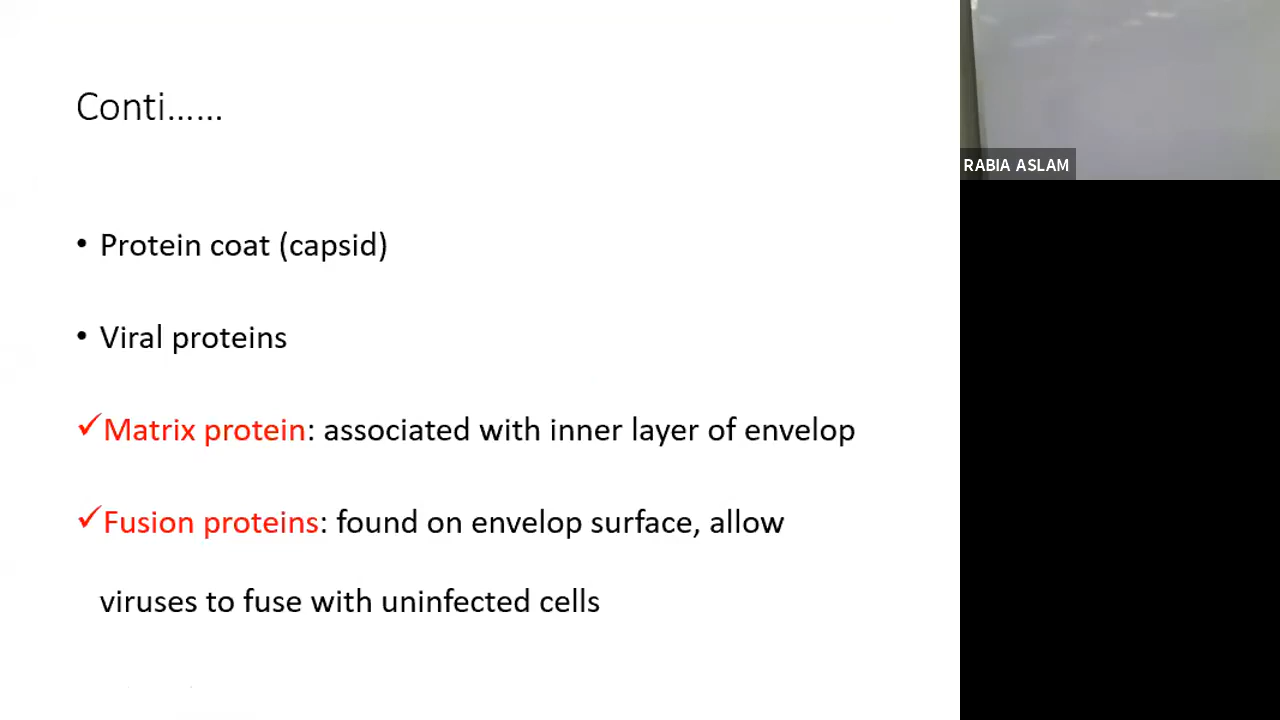 Conti......
RABIA ASLAM
• Protein coat (capsid)
• Viral proteins
✓Matrix protein: associated with inner layer of envelop
✓Fusion proteins: found on envelop surface, allow
viruses to fuse with uninfected cells